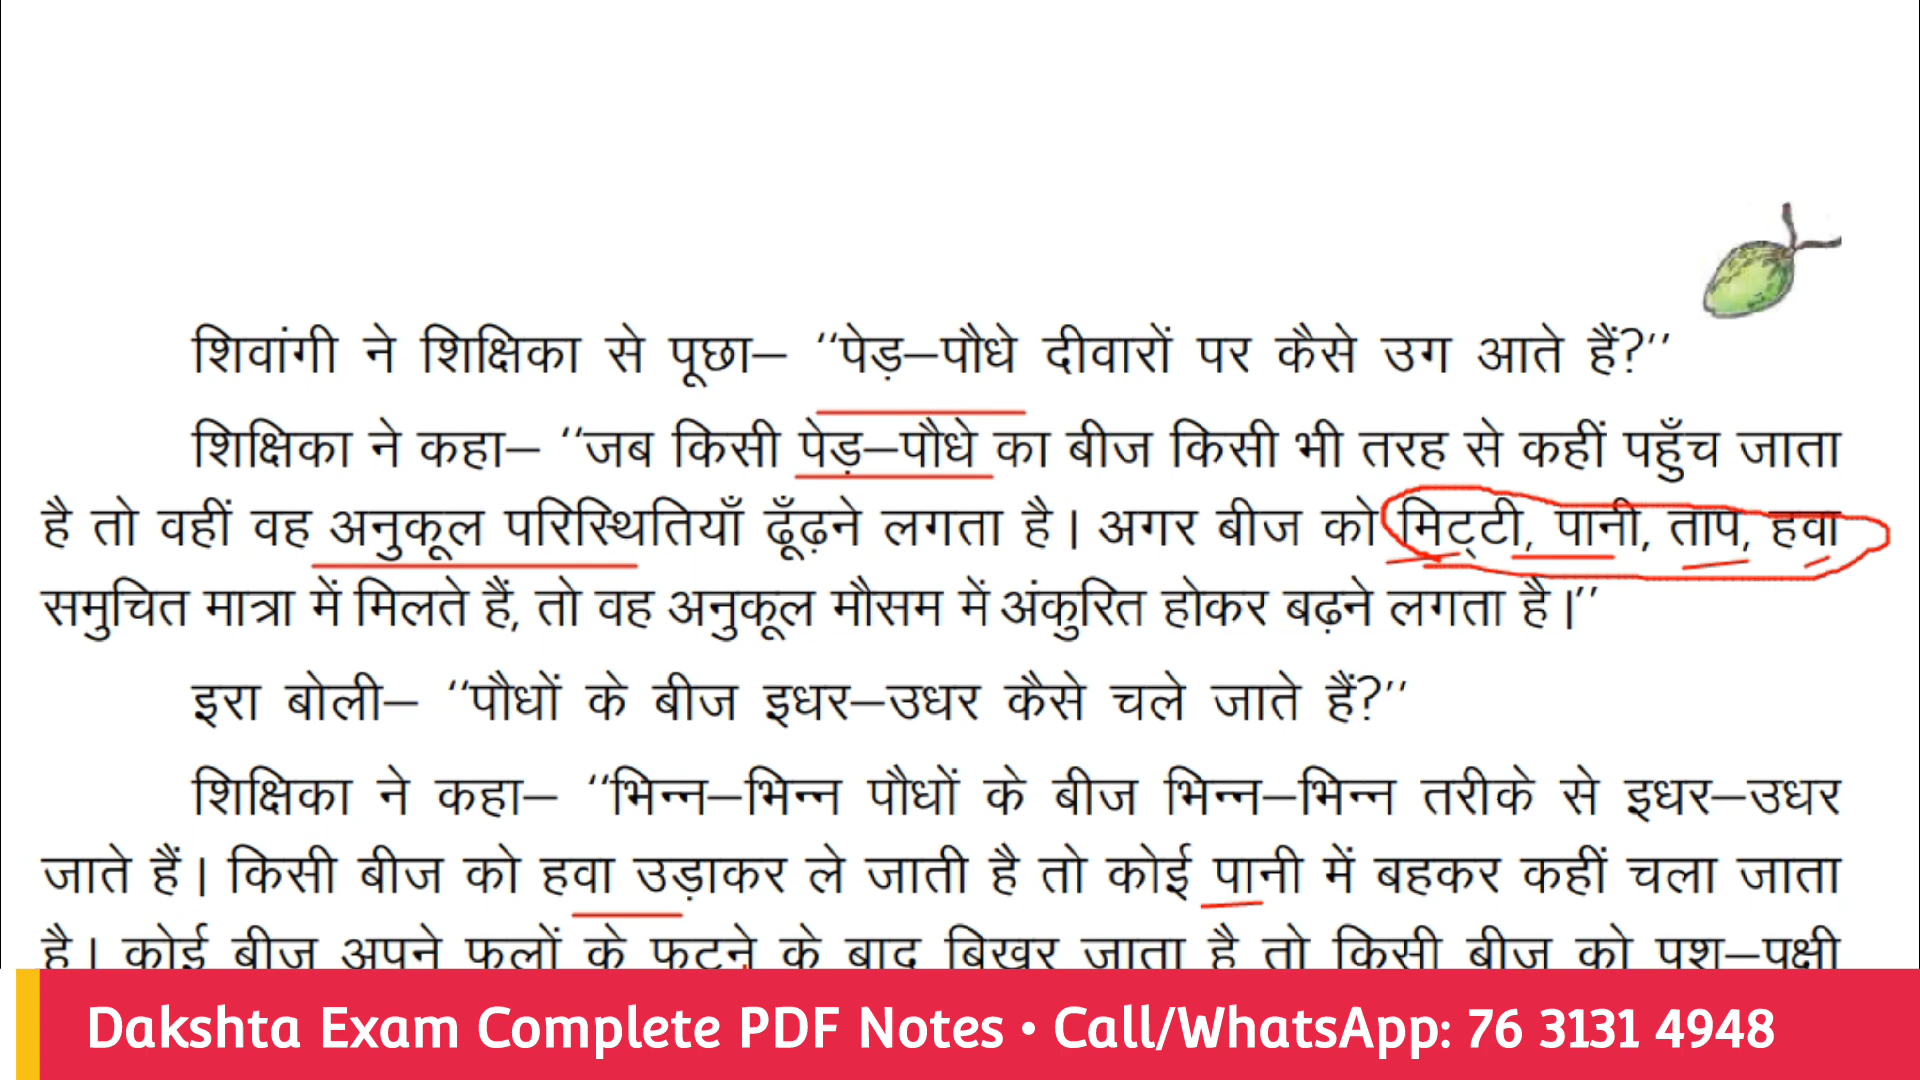 शिवांगी ने शिक्षिका से पूछा– ‘‘पेड़–पौधे दीवारों पर कैसे उग आते हैं?’’
शिक्षिका ने कहा– ‘‘जब किसी पेड़–पौधे का बीज किसी भी तरह से कहीं पहुँच जाता
है तो वहीं वह अनुकूल परिस्थितियाँ ढूँढ़ने लगता है। अगर बीज को मिट्टी, पानी, ताप, हवा
समुचित मात्रा में मिलते हैं, तो वह अनुकूल मौसम में अंकुरित होकर बढ़ने लगता है।’’
इरा बोली– ‘‘पौधों के बीज इधर–उधर कैसे चले जाते हैं?’’
शिक्षिका ने कहा– ‘‘भिन्न–भिन्न पौधों के बीज भिन्न–भिन्न तरीके से इधर–उधर
जाते हैं। किसी बीज को हवा उड़ाकर ले जाती है तो कोई पानी में बहकर कहीं चला जाता
है। कोई बीज अपने फलों के फटने के बाद बिखर जाता है तो किसी बीज को पशु–पक्षी
Dakshta Exam Complete PDF Notes • Call/WhatsApp: 76 3131 4948